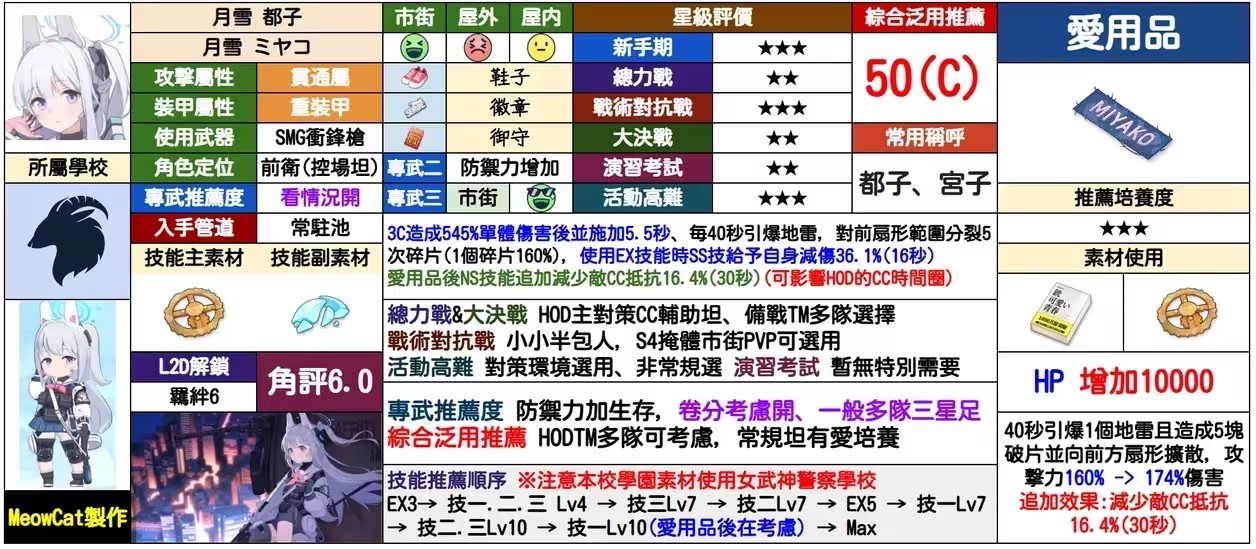 月雪 都子
月雪 ミヤコ
攻擊屬性 貫通屬
裝甲屬性 重裝甲
使用武器 SMG衝鋒槍
角色定位 前衛(控場坦)
專武推薦度 看情況開
入手管道 常駐池
所屬學校
技能主素材 技能副素材
L2D解鎖
羈絆6
角評6.0
MeowCat製作
市街 屋外 屋內
鞋子
徽章
御守
專武二 防禦力增加
專武三 市街
星級評價
新手期 ★★★
總力戰 ★★
戰術對抗戰 ★★★
大決戰 ★★
演習考試 ★★
活動高難 ★★★
綜合泛用推薦
50(C)
常用稱呼
都子、宮子
3C造成545%單體傷害後並施加5.5秒、每40秒引爆地雷，對前扇形範圍分裂5
次碎片(1個碎片160%)，使用EX技能時SS技給予自身減傷36.1%(16秒)
愛用品後NS技能追加減少敵CC抵抗16.4%(30秒)(可影響HOD的CC時間圈)
總力戰&大決戰 HOD主對策CC輔助坦、備戰TM多隊選擇
戰術對抗戰 小小半包人，S4掩體市街PVP可選用
活動高難 對策環境選用、非常規選 演習考試 暫無特別需要
專武推薦度 防禦力加生存，卷分考慮開、一般多隊三星足
綜合泛用推薦 HODTM多隊可考慮，常規坦有愛培養
技能推薦順序 ※注意本校學園素材使用女武神警察學校
EX3→ 技一.二.三 Lv4 → 技三Lv7 → 技二Lv7 → EX5 → 技一Lv7
→ 技二.三Lv10 → 技一Lv10(愛用品後在考慮) → Max
愛用品
MIYAKO
推薦培養度
★★★
素材使用
HP 增加10000
40秒引爆1個地雷且造成5塊
破片並向前方扇形擴散，攻
擊力160% -> 174%傷害
追加效果:減少敵CC抵抗
16.4%(30秒)